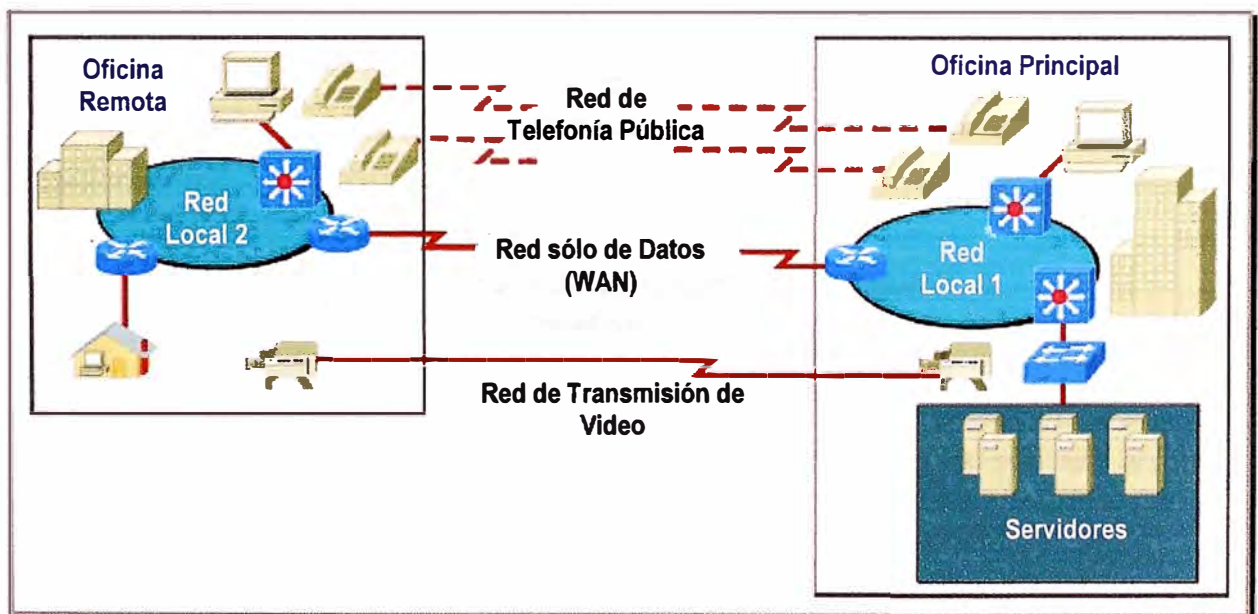 Oficina
Remota
Oficina Principal
Red de
Telefonía Pública
Red
Local 2
Red sólo de Datos
(WAN)
Red
Local 1
Red de Transmisión de
Video
Servidores